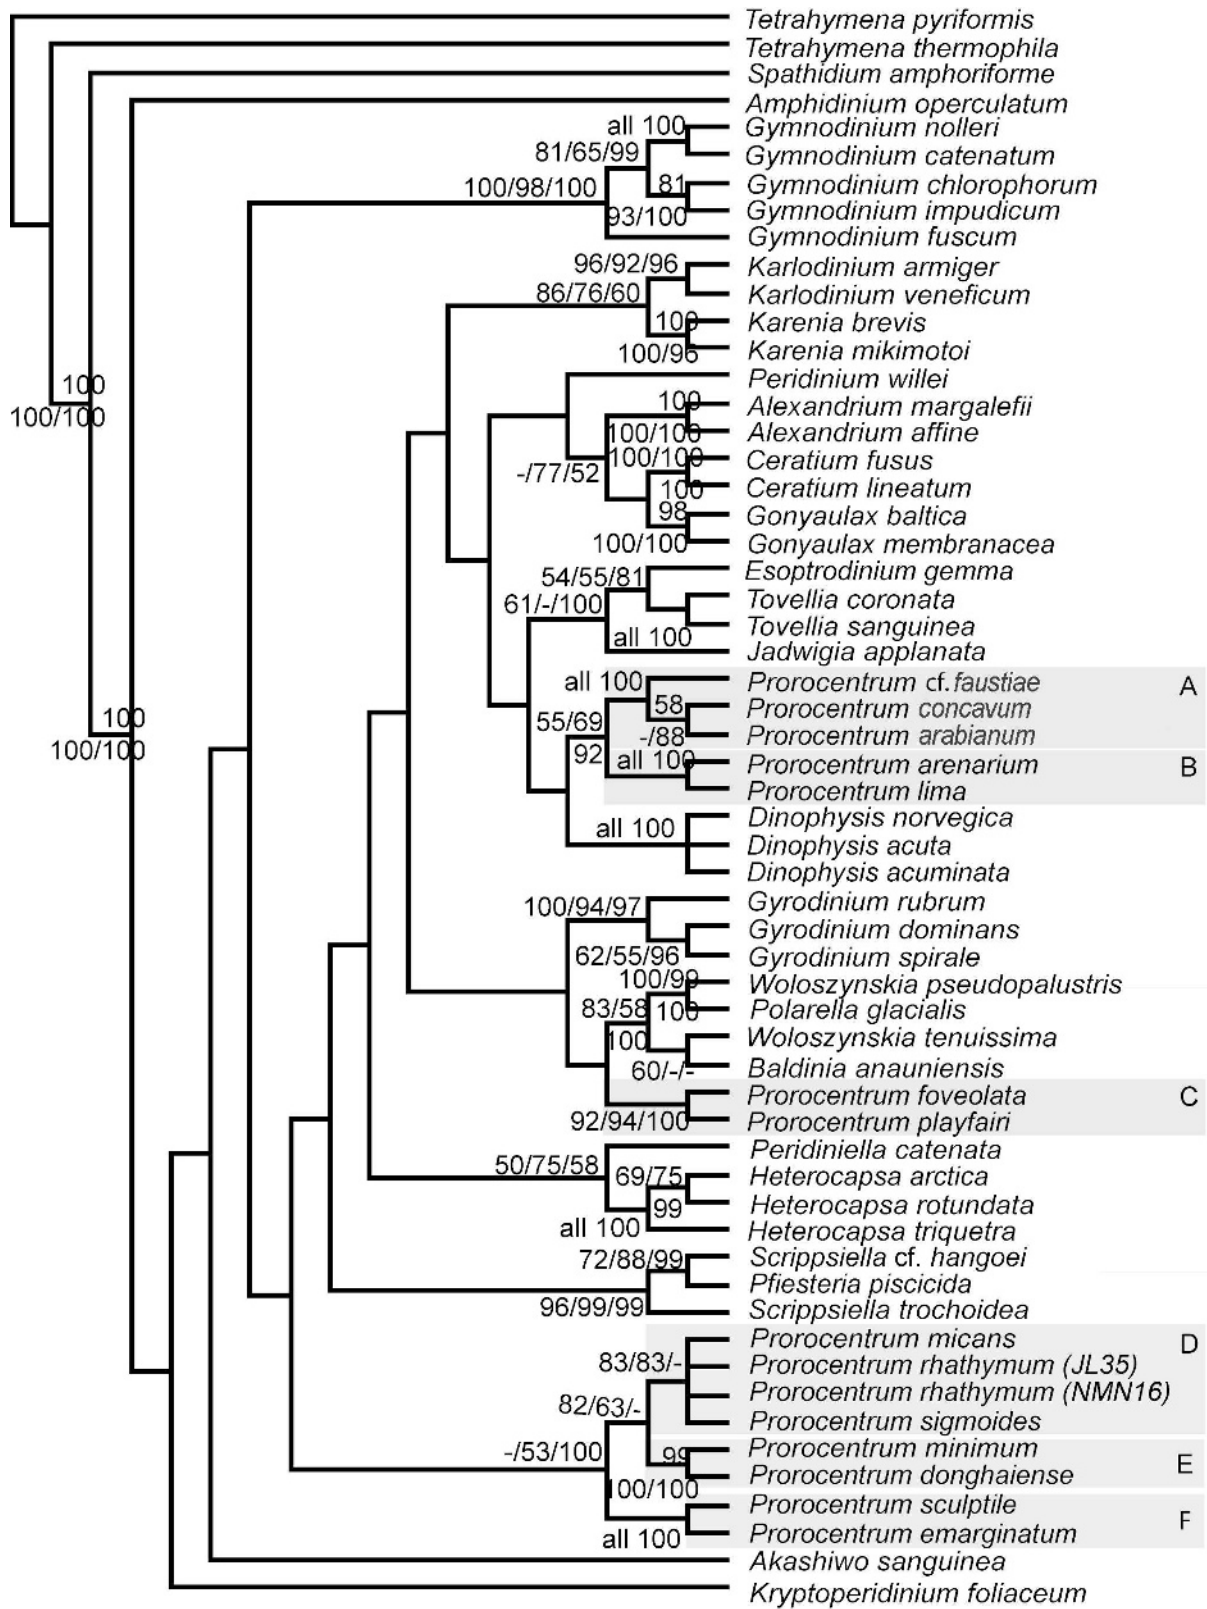 Tetrahymena pyriformis
Tetrahymena thermophila
Spathidium amphoriforme
Amphidinium operculatum
all 100 Gymnodinium nolleri
81/65/99 Gymnodinium catenatum
100/98/100 81 Gymnodinium chlorophorum
93/100 Gymnodinium impudicum
Gymnodinium fuscum
96/92/96 Karlodinium armiger
86/76/60 Karlodinium veneficum
100 Karenia brevis
100/96 Karenia mikimotoi
Peridinium willei
100
100/100
100 Alexandrium margalefii
100/100 Alexandrium affine
100/100 Ceratium fusus
-/77/52 100 Ceratium lineatum
98 Gonyaulax baltica
100/100 Gonyaulax membranacea
54/55/81 Esoptrodinium gemma
61/-/100 Tovellia coronata
Tovellia sanguinea
all 100 Jadwigia applanata
all 100 Prorocentrum cf. faustiae A
58 Prorocentrum concavum
55/69 -/88 Prorocentrum arabianum
100
100/100
92 all 100 Prorocentrum arenarium B
Prorocentrum lima
Dinophysis norvegica
all 100 Dinophysis acuta
Dinophysis acuminata
100/94/97 Gyrodinium rubrum
Gyrodinium dominans
62/55/96 Gyrodinium spirale
100/99 Woloszynskia pseudopalustris
83/58 100 Polarella glacialis
100 Woloszynskia tenuissima
60/-/- Baldinia anauniensis
Prorocentrum foveolata C
92/94/100 Prorocentrum playfairi
50/75/58 Peridiniella catenata
69/75 Heterocapsa arctica
99 Heterocapsa rotundata
all 100 Heterocapsa triquetra
72/88/99 Scrippsiella cf. hangoei
Pfiesteria piscicida
96/99/99 Scrippsiella trochoidea
Prorocentrum micans D
83/83/- Prorocentrum rhathymum (JL35)
Prorocentrum rhathymum (NMN16)
82/63/- Prorocentrum sigmoides
-/53/100 99 Prorocentrum minimum E
Prorocentrum donghaiense
100/100 Prorocentrum sculptile F
all 100 Prorocentrum emarginatum
Akashiwo sanguinea
Kryptoperidinium foliaceum